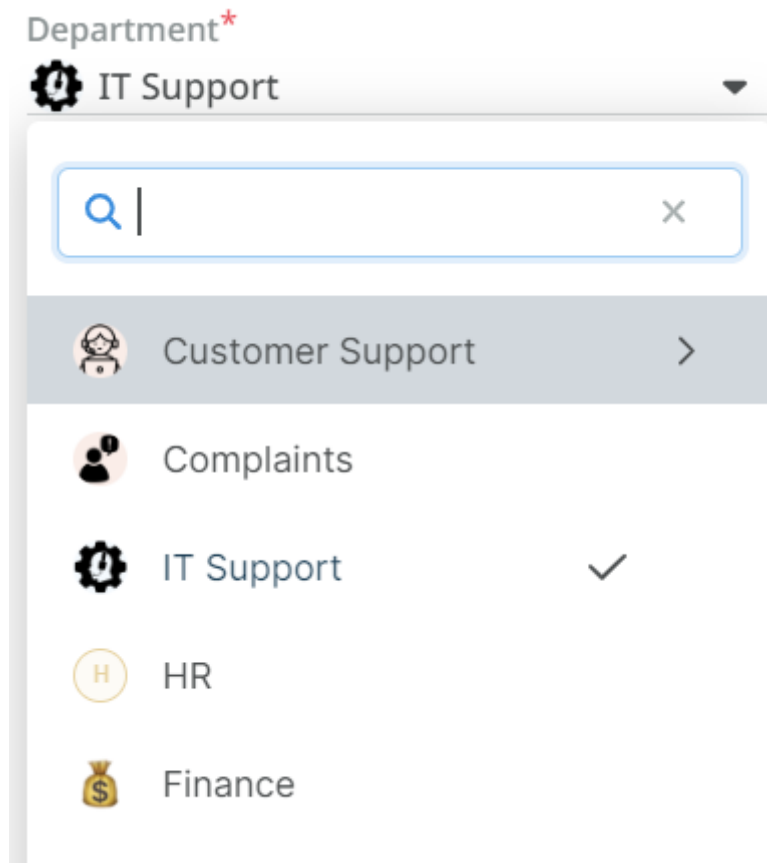 Department*
IT Support
Customer Support
Complaints
IT Support
H HR
Finance